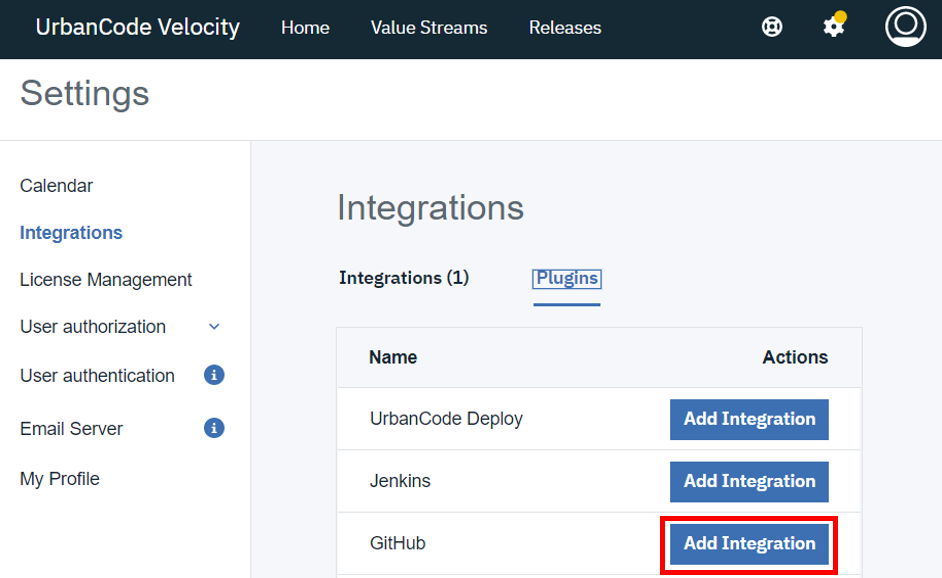 UrbanCode Velocity Home Value Streams Releases
Settings
Calendar
Integrations
License Management
User authorization
User authentication
Email Server
My Profile
Integrations
Integrations (1) Plugins
Name Actions
UrbanCode Deploy Add Integration
Jenkins Add Integration
GitHub Add Integration